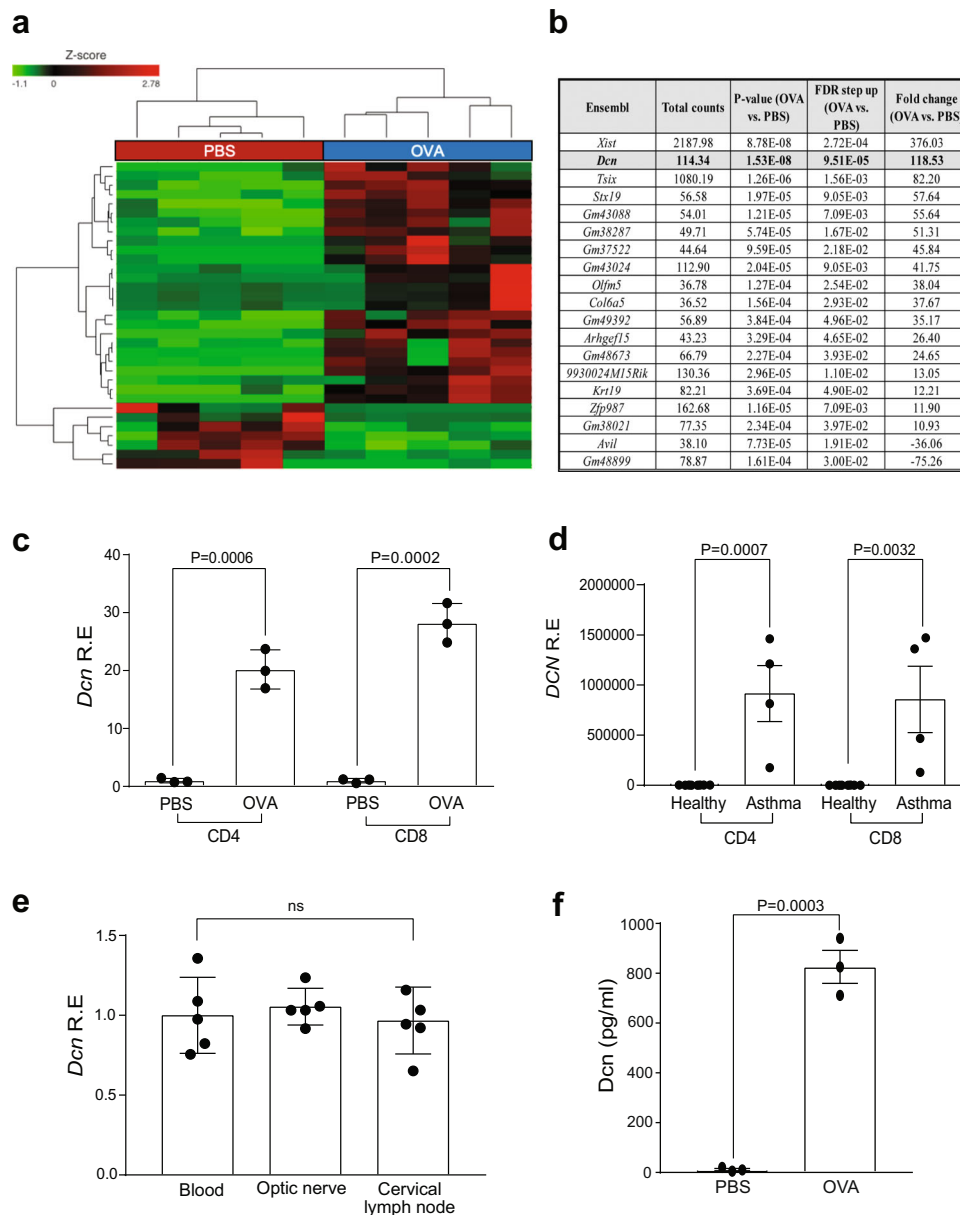 a
Z-score
-1.1 0 2.78
PBS OVA
b
Ensembl Total counts P-value (OVA vs. PBS) FDR step up (OVA vs. PBS) Fold change (OVA vs. PBS)
Xist 2187.98 8.78E-08 2.72E-04 376.03
Dcn 114.34 1.53E-08 9.51E-05 118.53
Tsix 1080.19 1.26E-06 1.56E-03 82.20
Stx19 56.58 1.97E-05 9.05E-03 57.64
Gm43088 54.01 1.21E-05 7.09E-03 55.64
Gm38287 49.71 5.74E-05 1.67E-02 51.31
Gm37522 44.64 9.59E-05 2.18E-02 45.84
Gm43024 112.90 2.04E-05 9.05E-03 41.75
Olfm5 36.78 1.27E-04 2.54E-02 38.04
Col6a5 36.52 1.56E-04 2.93E-02 37.67
Gm49392 56.89 3.84E-04 4.96E-02 35.17
Arhgef15 43.23 3.29E-04 4.65E-02 26.40
Gm48673 66.79 2.27E-04 3.93E-02 24.65
9930024M15Rik 130.36 2.96E-05 1.10E-02 13.05
Krt19 82.21 3.69E-04 4.90E-02 12.21
Zfp987 162.68 1.16E-05 7.09E-03 11.90
Gm38021 77.35 2.34E-04 3.97E-02 10.93
Avil 38.10 7.73E-05 1.91E-02 -36.06
Gm48899 78.87 1.61E-04 3.00E-02 -75.26
c
P=0.0006 P=0.0002
Dcn R.E
40
30
20
10
0
PBS OVA PBS OVA
CD4 CD8
d
P=0.0007 P=0.0032
DCN R.E
2000000
1500000
1000000
500000
0
Healthy Asthma Healthy Asthma
CD4 CD8
e
ns
Dcn R.E
1.5
1.0
0.5
0.0
Blood Optic nerve Cervical
lymph node
f
P=0.0003
Dcn (pg/ml)
1000
800
600
400
200
0
PBS OVA